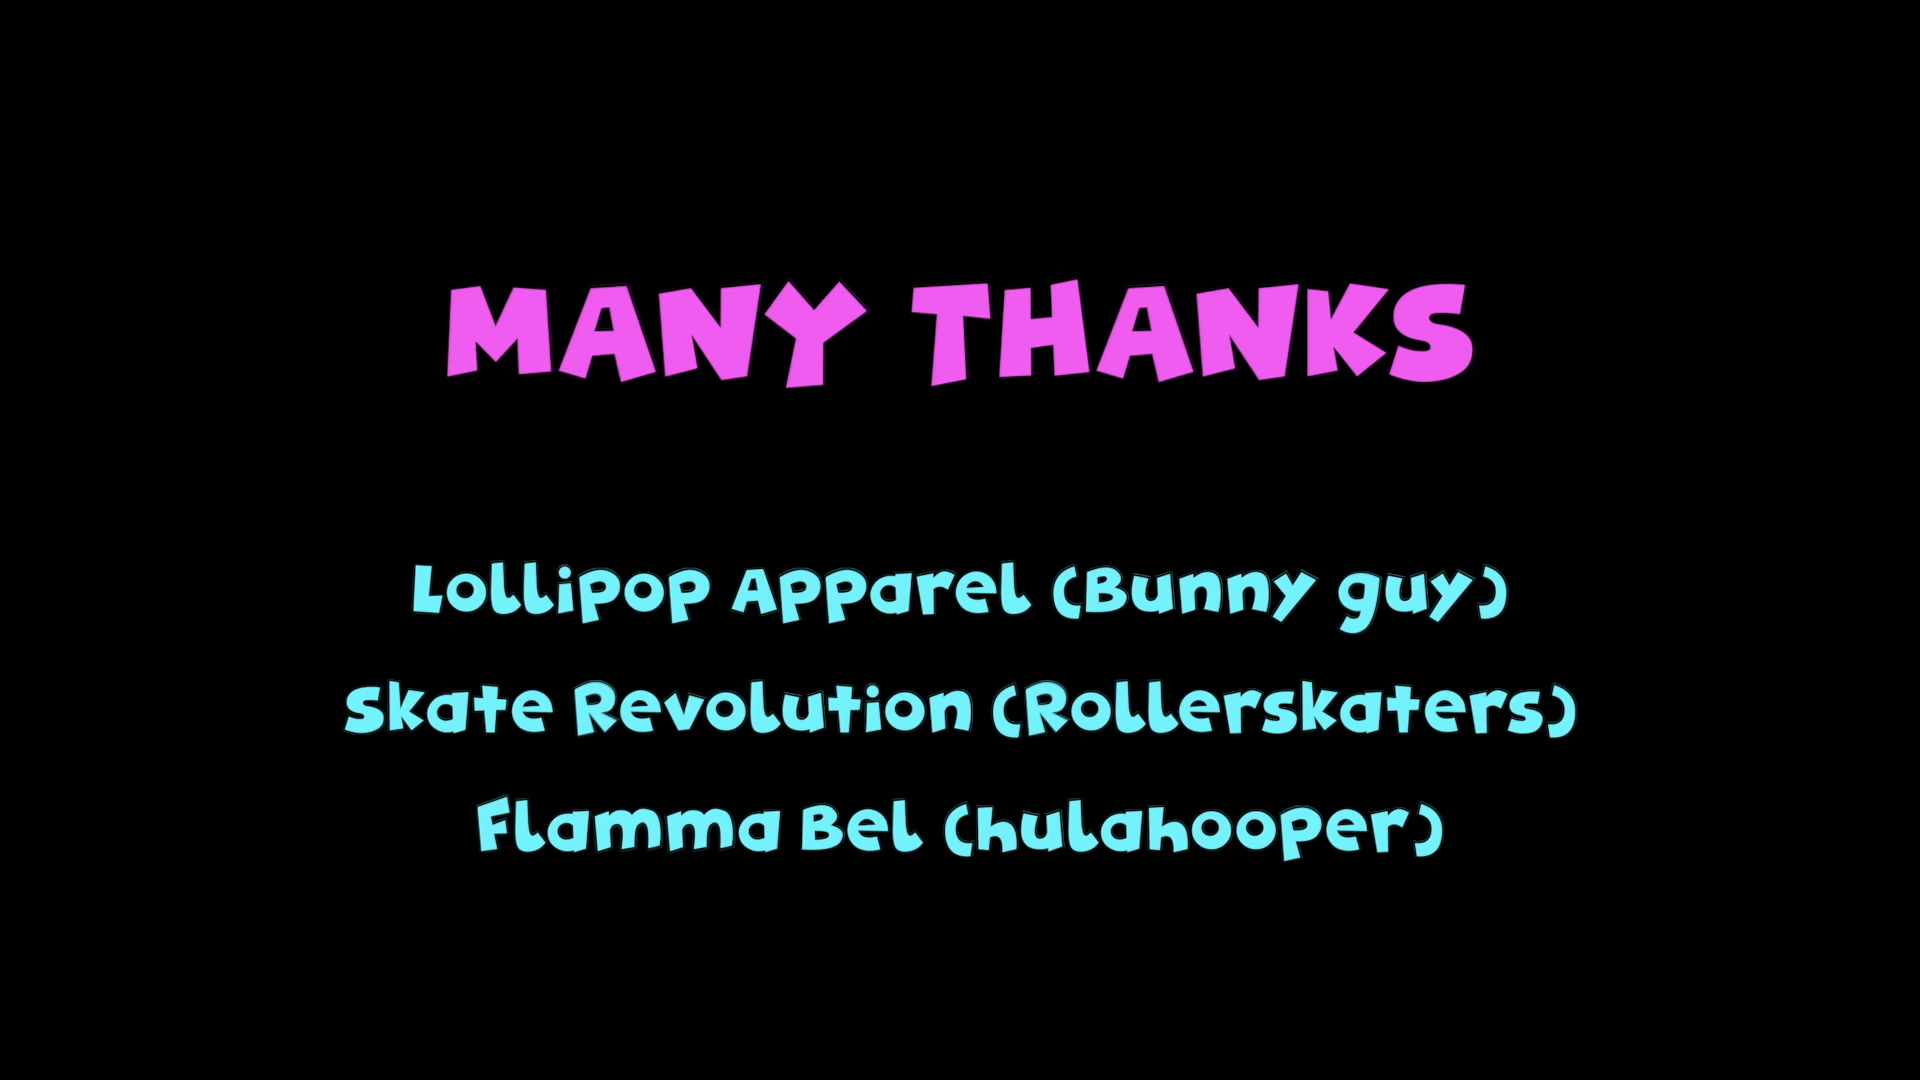 MANY THANKS
Lollipop Apparel (Bunny guy)
Skate Revolution (Rollerskaters)
Flamma Bel (hulahooper)